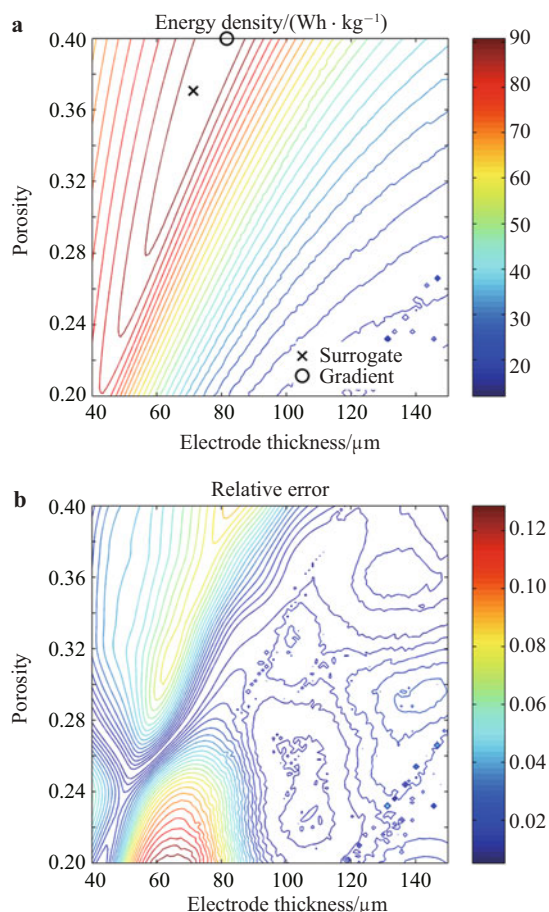 a
Energy density/(Wh · kg⁻¹)
0.40
0.36
0.32
0.28
0.24
0.20
Porosity
40 60 80 100 120 140
Electrode thickness/μm
× Surrogate
○ Gradient
90
80
70
60
50
40
30
20
b
Relative error
0.40
0.36
0.32
0.29
0.24
0.20
Porosity
40 60 80 100 120 140
Electrode thickness/μm
0.12
0.10
0.08
0.06
0.04
0.02